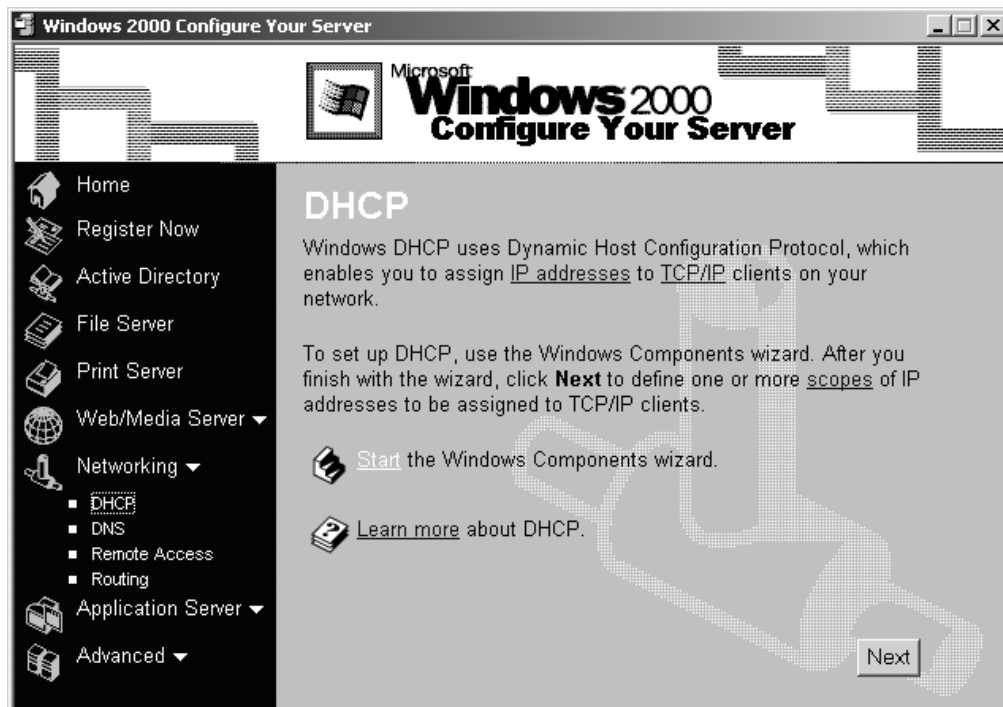 Windows 2000 Configure Your Server
Microsoft
Windows 2000
Configure Your Server
Home
Register Now
Active Directory
File Server
Print Server
Web/Media Server
Networking
DHCP
DNS
Remote Access
Routing
Application Server
Advanced
DHCP
Windows DHCP uses Dynamic Host Configuration Protocol, which
enables you to assign IP addresses to TCP/IP clients on your
network.
To set up DHCP, use the Windows Components wizard. After you
finish with the wizard, click Next to define one or more scopes of IP
addresses to be assigned to TCP/IP clients.
Start the Windows Components wizard.
Learn more about DHCP.
Next